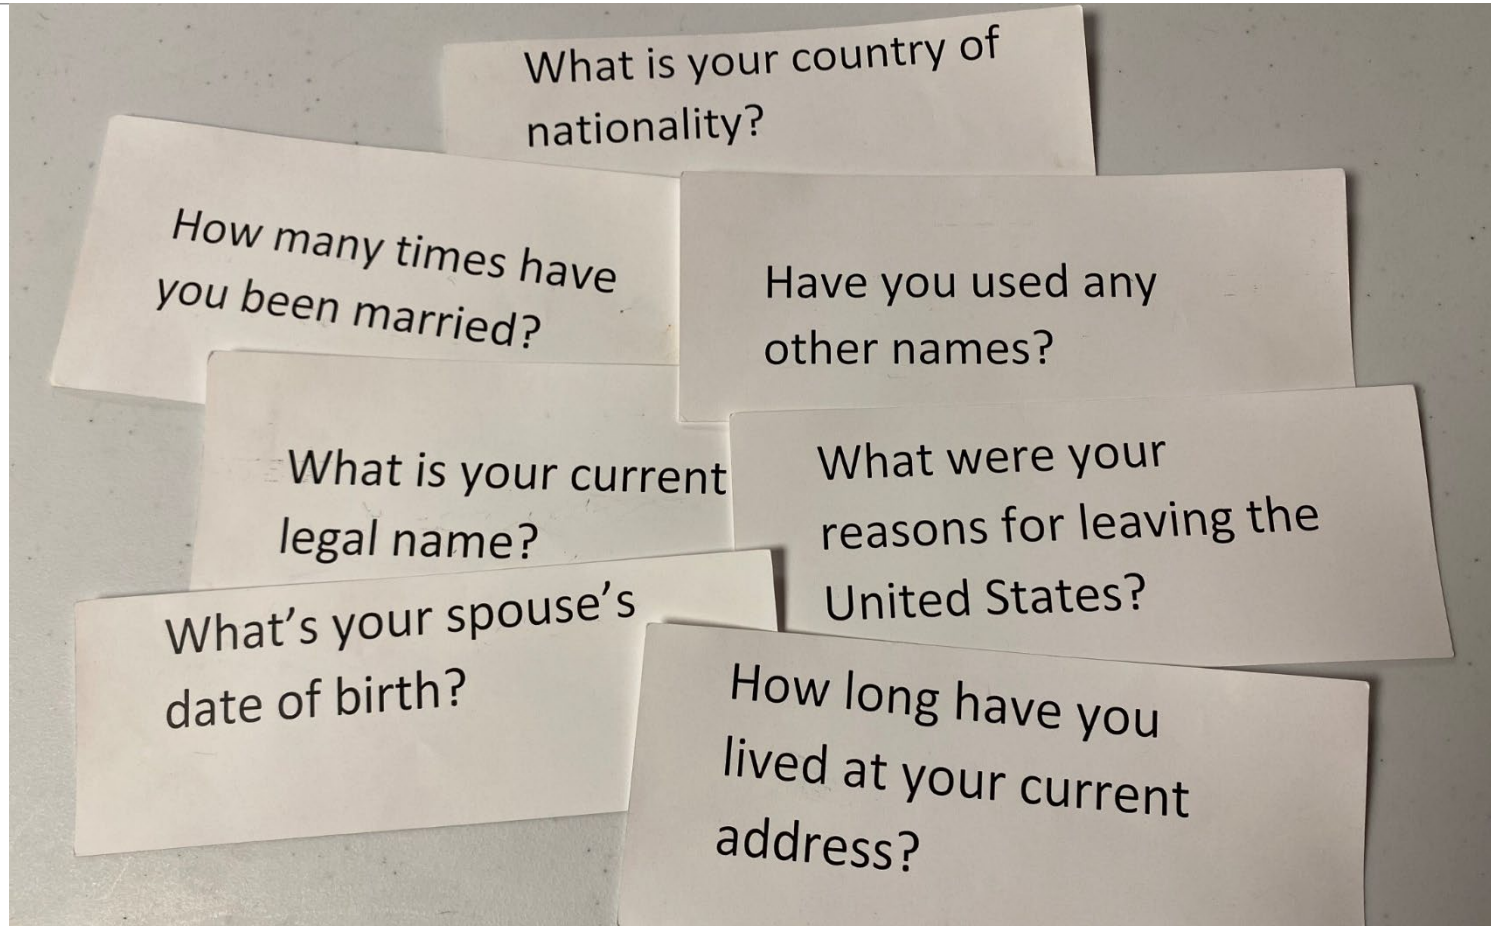 What is your country of
nationality?
How many times have
you been married?
Have you used any
other names?
What is your current
legal name?
What were your
reasons for leaving the
United States?
What's your spouse's
date of birth?
How long have you
lived at your current
address?